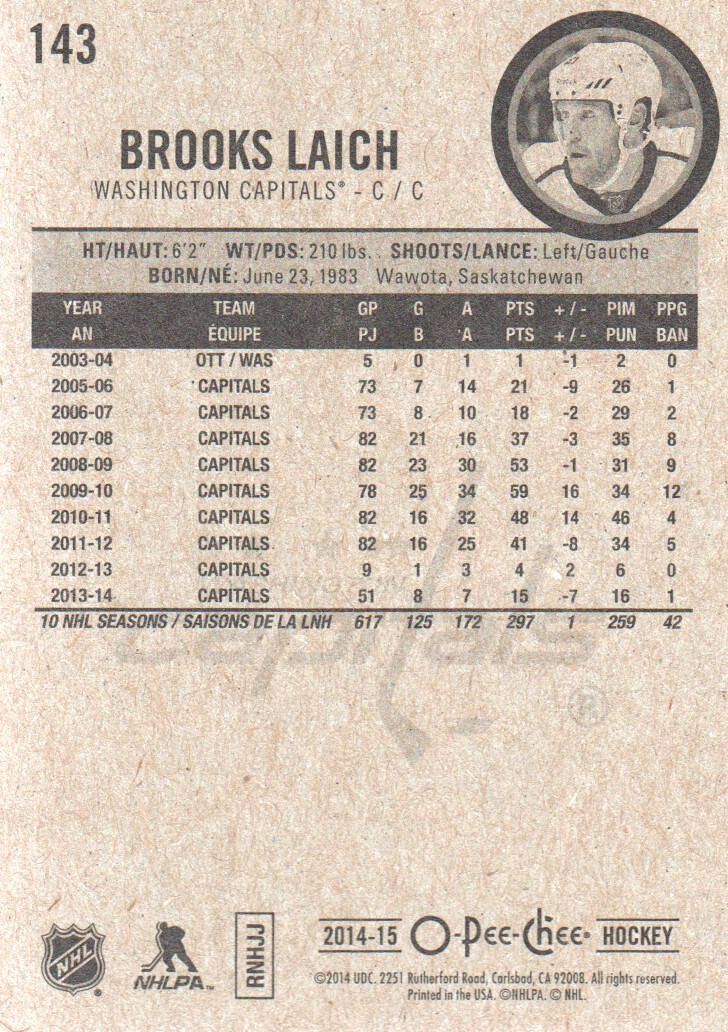 143
BROOKS LAICH
WASHINGTON CAPITALS® - C / C
HT/HAUT: 6'2" WT/PDS: 210 lbs. SHOOTS/LANCE: Left/Gauche
BORN/NÉ: June 23, 1983 Wawota, Saskatchewan
YEAR TEAM GP G A PTS + / - PIM PPG
AN ÉQUIPE PJ B A PTS + / - PUN BAN
2003-04 OTT / WAS 5 0 1 1 -1 2 0
2005-06 CAPITALS 73 7 14 21 -9 26 1
2006-07 CAPITALS 73 8 10 18 -2 29 2
2007-08 CAPITALS 82 21 16 37 -3 35 8
2008-09 CAPITALS 82 23 30 53 -1 31 9
2009-10 CAPITALS 78 25 34 59 16 34 12
2010-11 CAPITALS 82 16 32 48 14 46 4
2011-12 CAPITALS 82 16 25 41 -8 34 5
2012-13 CAPITALS 9 1 3 4 2 6 0
2013-14 CAPITALS 51 8 7 15 -7 16 1
10 NHL SEASONS / SAISONS DE LA LNH 617 125 172 297 1 259 42
capitals
®
NHL ®
NHLPA™
RNHJJ
2014-15 O-Pee-Chee® HOCKEY
©2014 UDC. 2251 Rutherford Road, Carlsbad, CA 92008. All rights reserved.
Printed in the USA. ©NHLPA. © NHL.